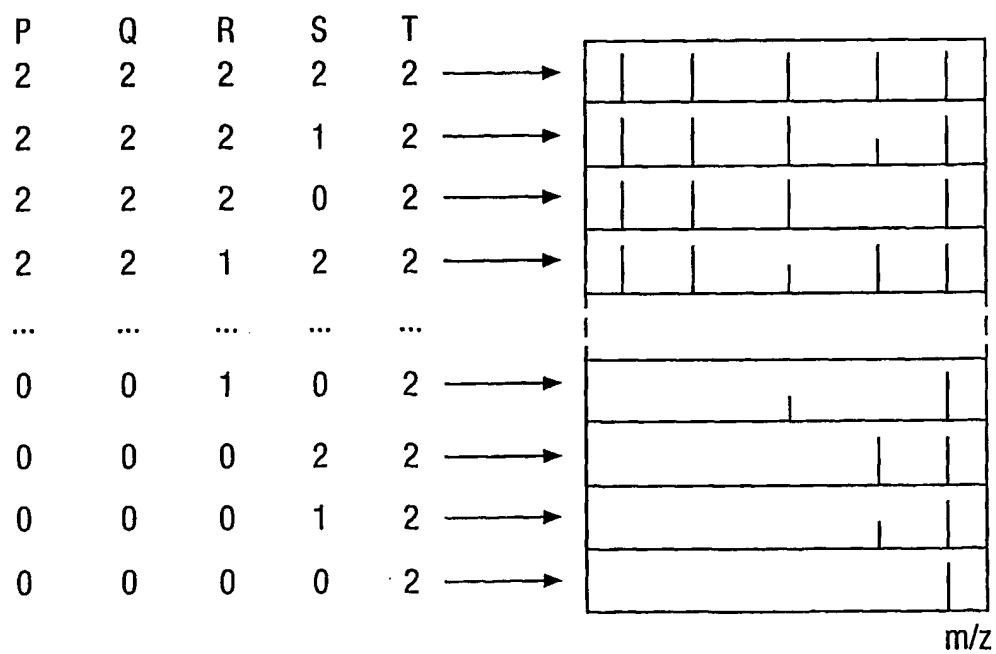 P Q R S T
2 2 2 2 2
2 2 2 1 2
2 2 2 0 2
2 2 1 2 2
... ... ... ... ...
0 0 1 0 2
0 0 0 2 2
0 0 0 1 2
0 0 0 0 2
m/z